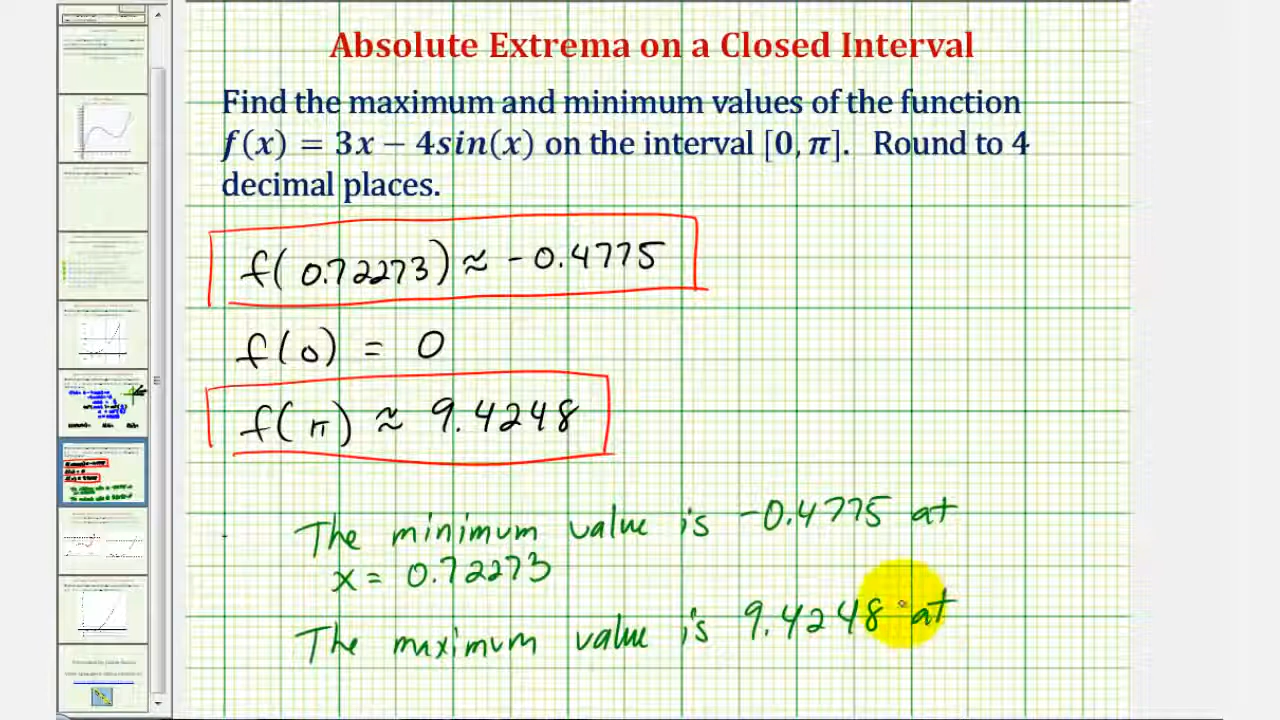 Absolute Extrema on a Closed Interval
Find the maximum and minimum values of the function
f(x) = 3x − 4sin(x) on the interval [0, π]. Round to 4
decimal places.
f(0.72273) ≈ -0.4775
f(0) = 0
f(π) ≈ 9.4248
The minimum value is -0.4775 at
x = 0.72273
The maximum value is 9.4248 at